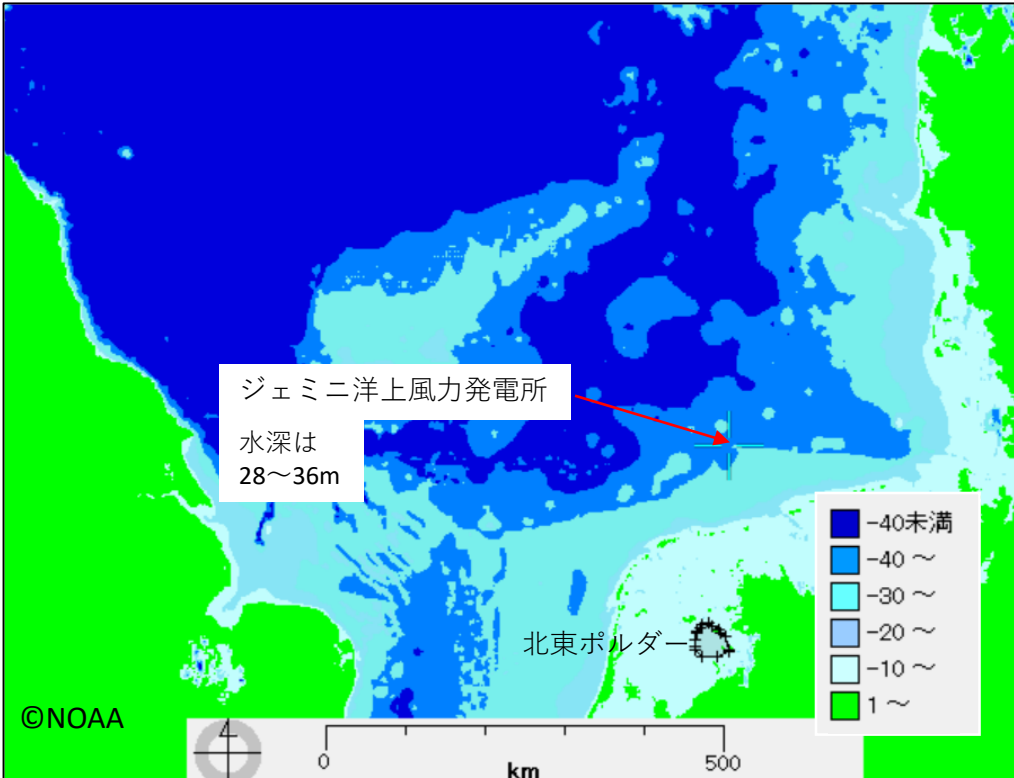 ジェミニ洋上風力発電所
水深は
28～36m
-40未満
-40 ～
-30 ～
-20 ～
-10 ～
1 ～
北東ポルダー
©NOAA
0
500
km